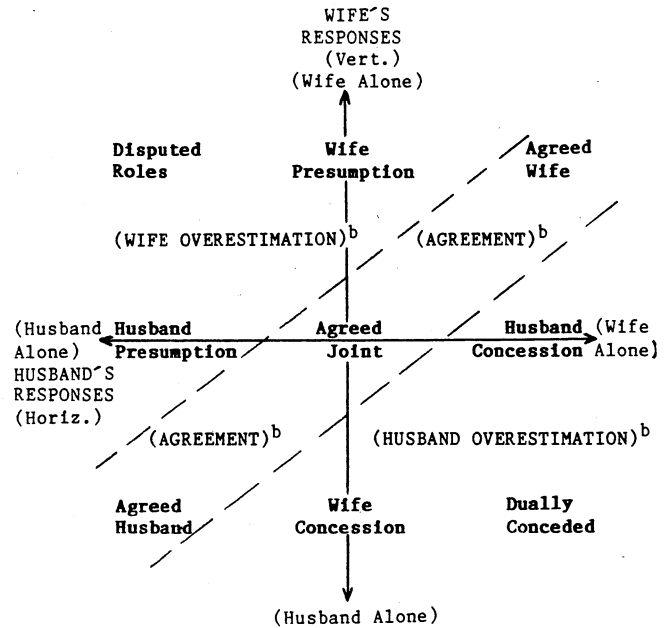 WIFE´S
RESPONSES
(Vert.)
(Wife Alone)
Disputed Wife Agreed
Roles Presumption Wife
(WIFE OVERESTIMATION)b (AGREEMENT)b
(Husband Husband Agreed Husband (Wife
Alone) Presumption Joint Concession Alone)
HUSBAND´S
RESPONSES
(Horiz.)
(AGREEMENT)b (HUSBAND OVERESTIMATION)b
Agreed Wife Dually
Husband Concession Conceded
(Husband Alone)